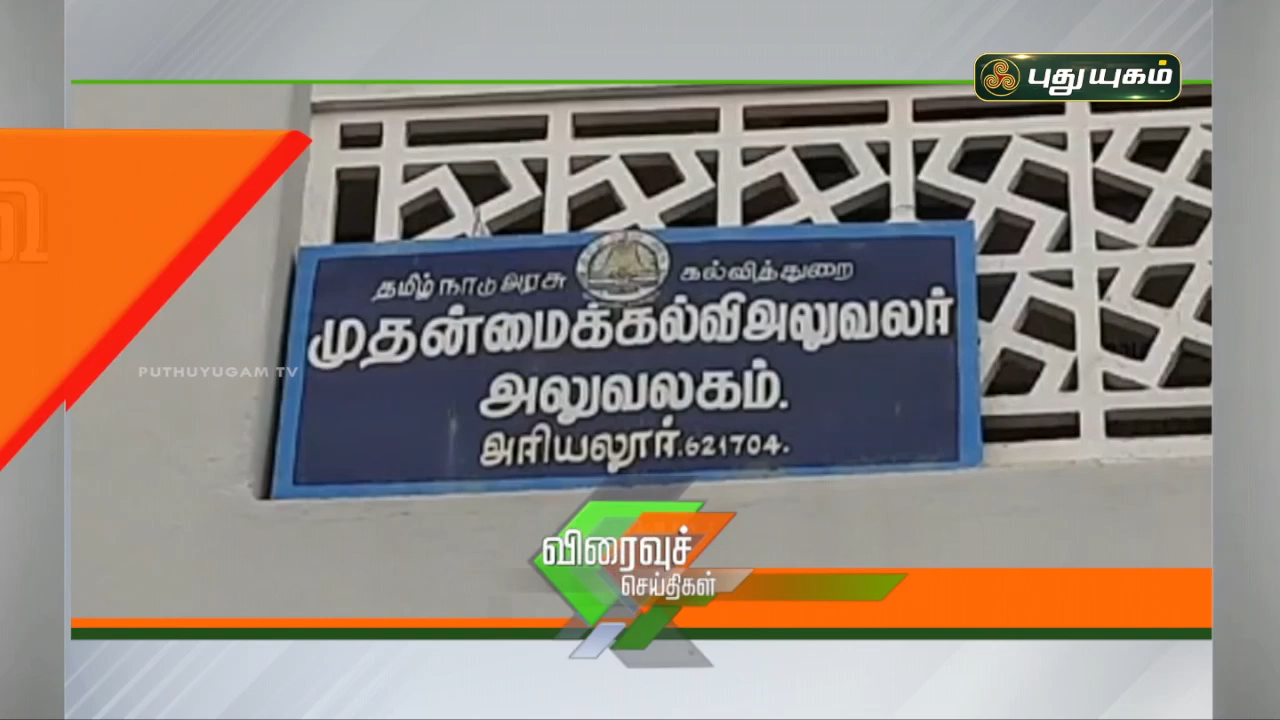 புதுயுகம்
தமிழ்நாடு அரசு கல்வித்துறை
முதன்மைக்கல்வி அலுவலர்
அலுவலகம்.
அரியலூர்.621704.
PUTHUYUGAM TV
விரைவுச்
செய்திகள்